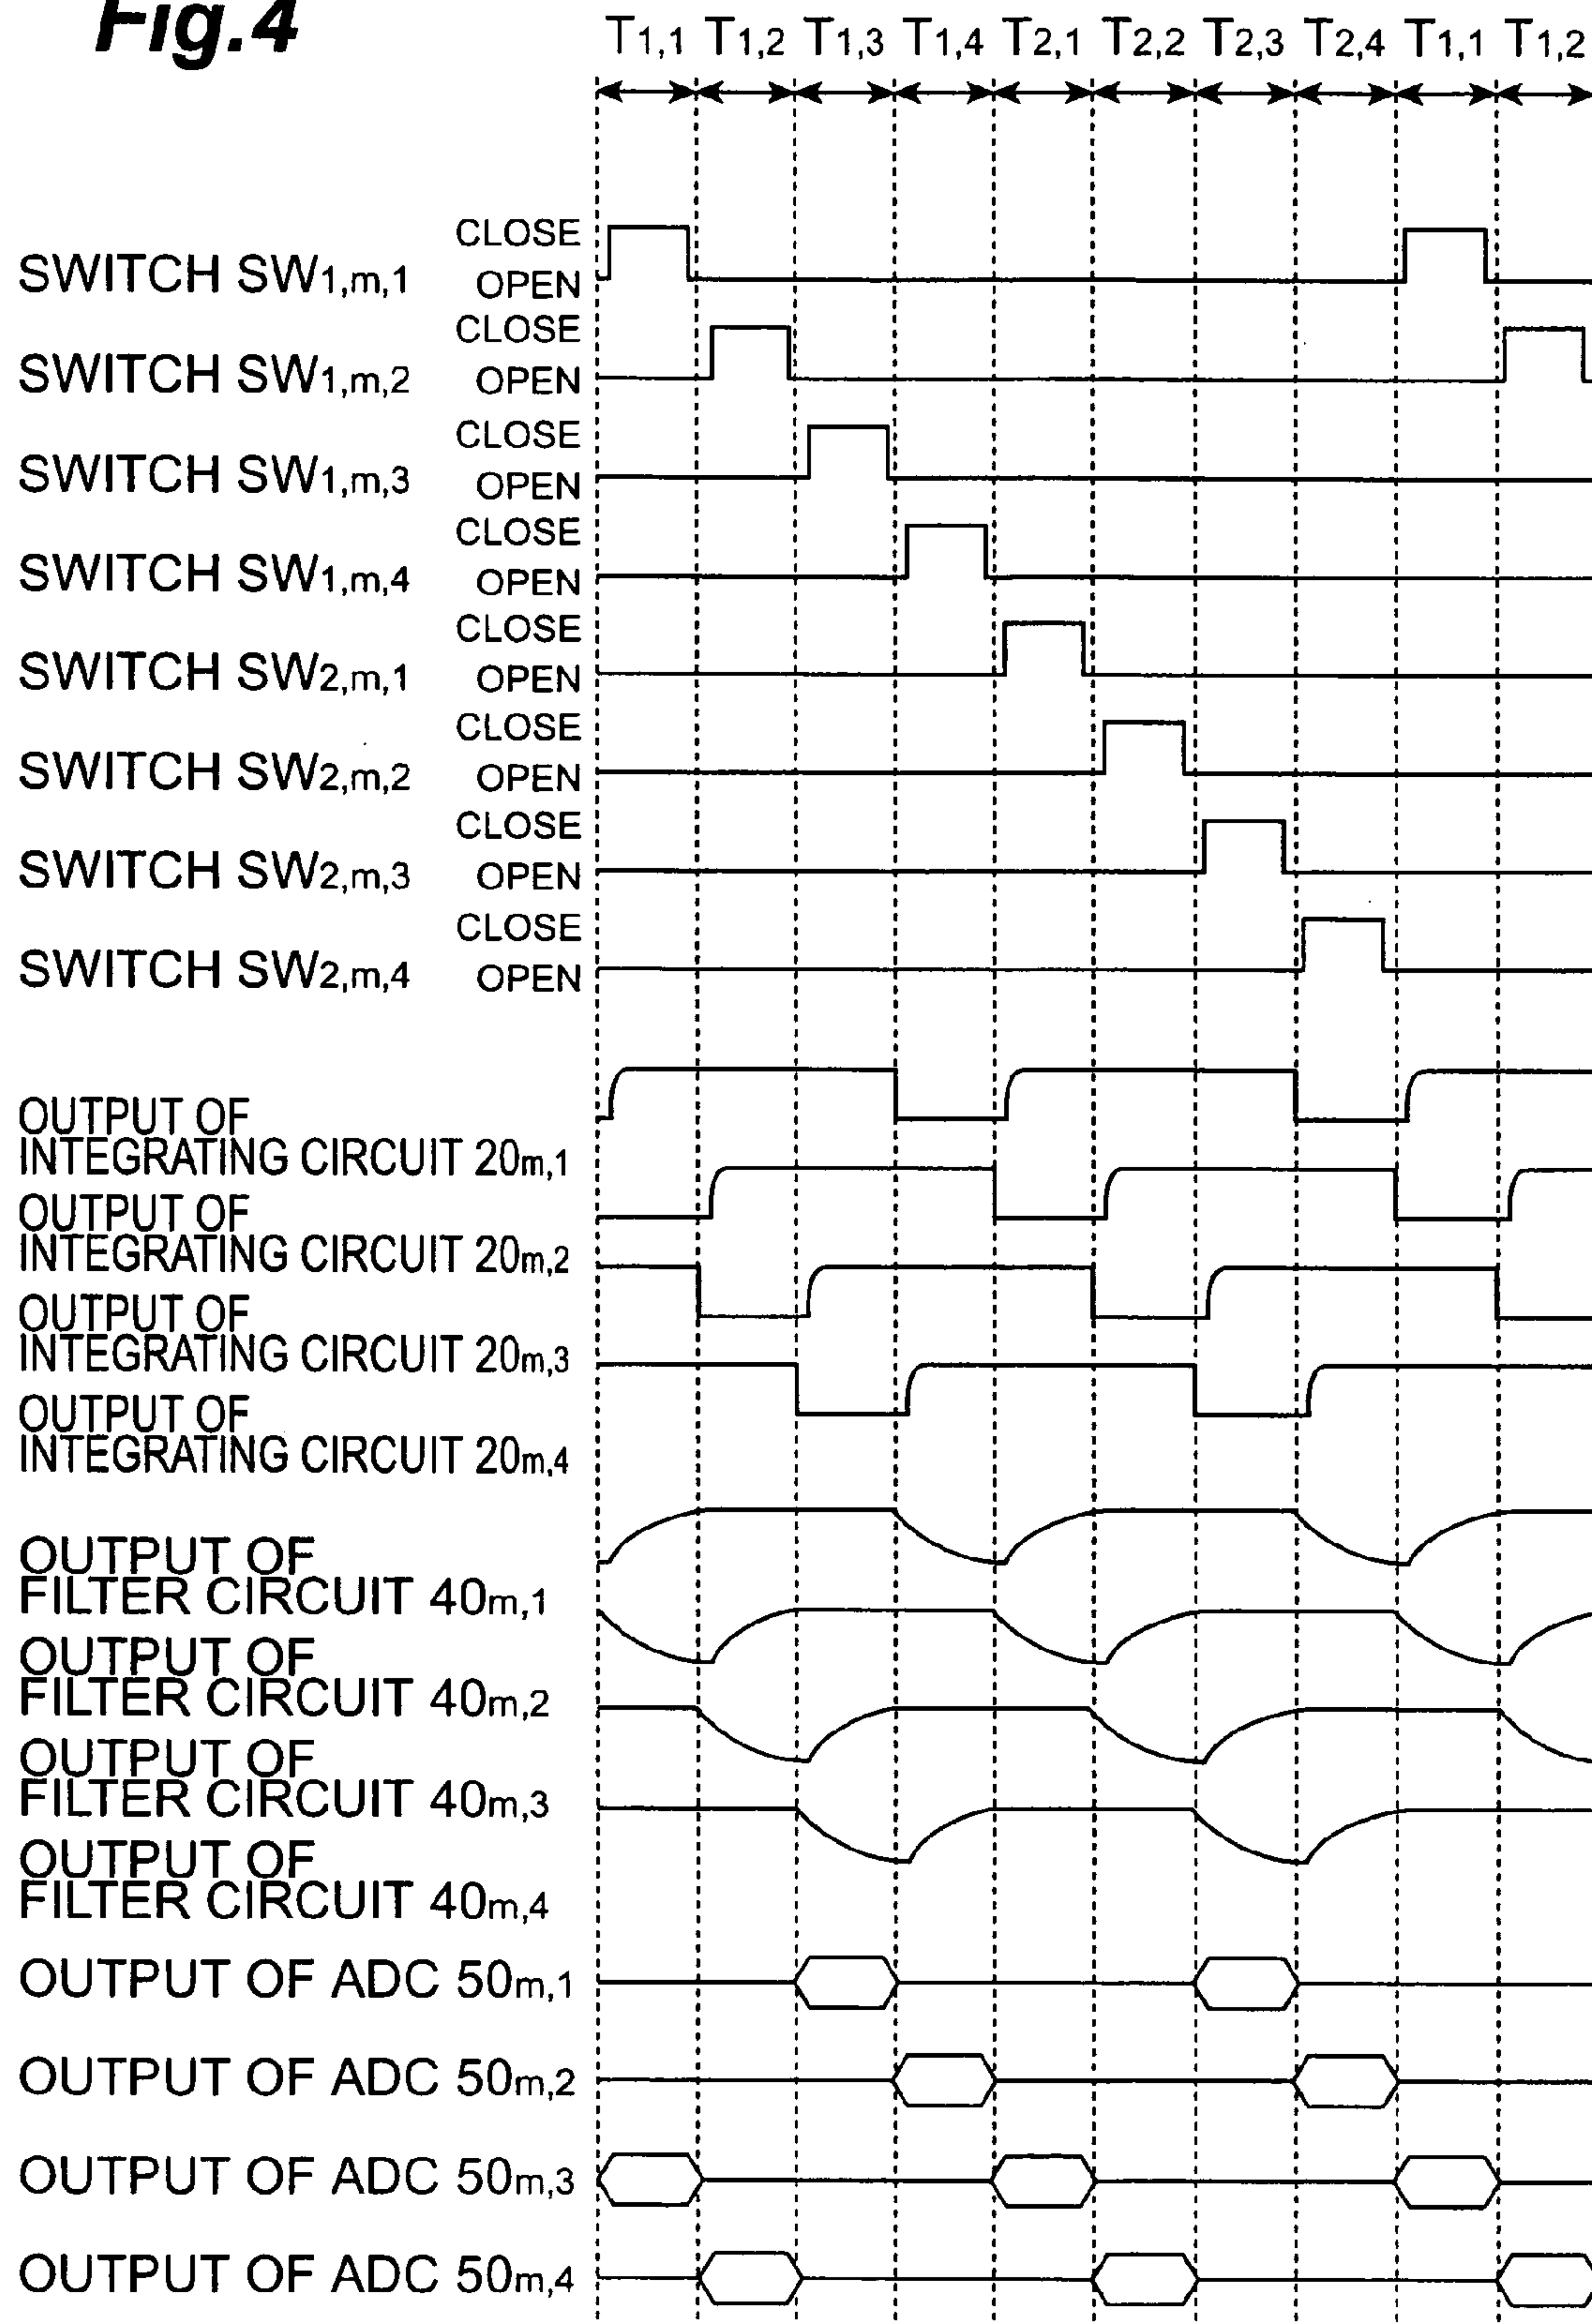 Fig.4
T1,1 T1,2 T1,3 T1,4 T2,1 T2,2 T2,3 T2,4 T1,1 T1,2
CLOSE
SWITCH SW1,m,1 OPEN
CLOSE
SWITCH SW1,m,2 OPEN
CLOSE
SWITCH SW1,m,3 OPEN
CLOSE
SWITCH SW1,m,4 OPEN
CLOSE
SWITCH SW2,m,1 OPEN
CLOSE
SWITCH SW2,m,2 OPEN
CLOSE
SWITCH SW2,m,3 OPEN
CLOSE
SWITCH SW2,m,4 OPEN
OUTPUT OF
INTEGRATING CIRCUIT 20m,1
OUTPUT OF
INTEGRATING CIRCUIT 20m,2
OUTPUT OF
INTEGRATING CIRCUIT 20m,3
OUTPUT OF
INTEGRATING CIRCUIT 20m,4
OUTPUT OF
FILTER CIRCUIT 40m,1
OUTPUT OF
FILTER CIRCUIT 40m,2
OUTPUT OF
FILTER CIRCUIT 40m,3
OUTPUT OF
FILTER CIRCUIT 40m,4
OUTPUT OF ADC 50m,1
OUTPUT OF ADC 50m,2
OUTPUT OF ADC 50m,3
OUTPUT OF ADC 50m,4